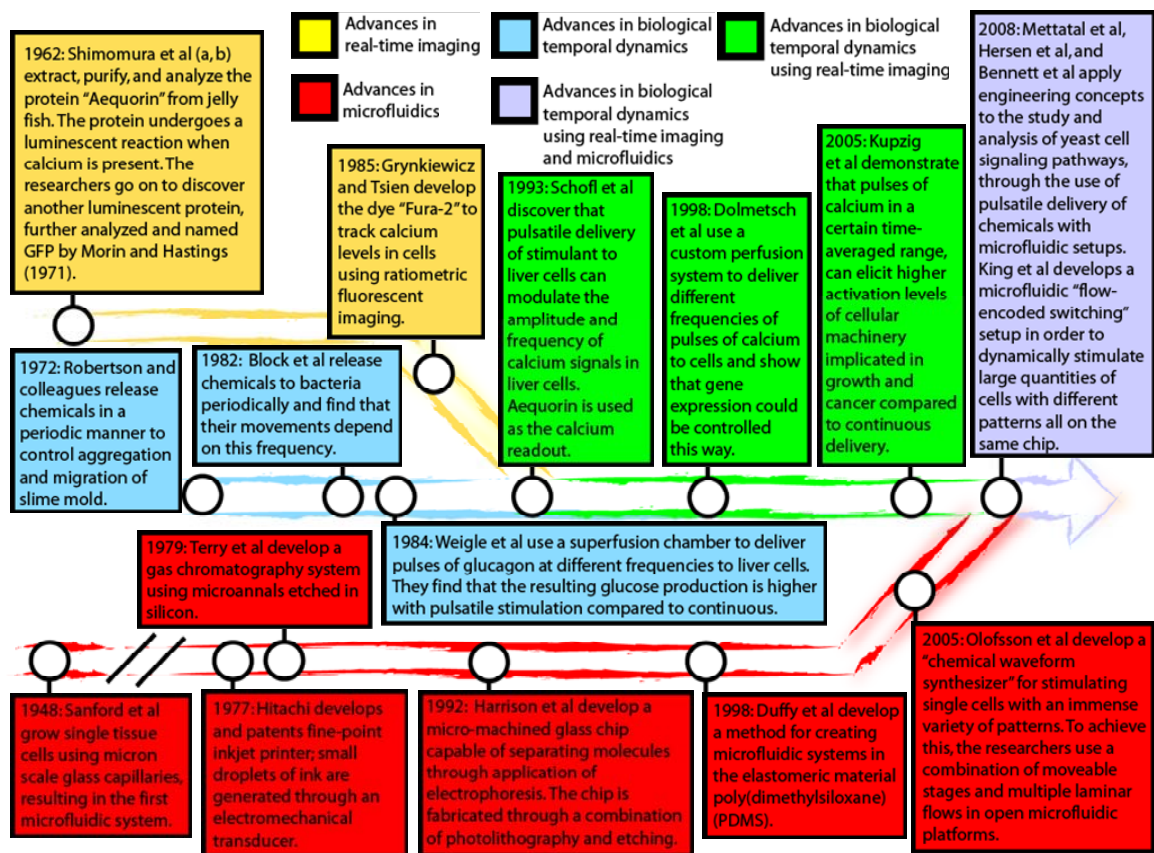 Advances in
real-time imaging
Advances in biological
temporal dynamics
Advances in biological
temporal dynamics
using real-time imaging
Advances in
microfluidics
Advances in biological
temporal dynamics
using real-time imaging
and microfluidics
1962: Shimomura et al (a, b)
extract, purify, and analyze the
protein “Aequorin” from jelly
fish. The protein undergoes a
luminescent reaction when
calcium is present. The
researchers go on to discover
another luminescent protein,
further analyzed and named
GFP by Morin and Hastings
(1971).
1985: Grynkiewicz
and Tsien develop
the dye “Fura-2” to
track calcium
levels in cells
using ratiometric
fluorescent
imaging.
1993: Schofl et al
discover that
pulsatile delivery
of stimulant to
liver cells can
modulate the
amplitude and
frequency of
calcium signals in
liver cells.
Aequorin is used
as the calcium
readout.
1998: Dolmetsch
et al use a
custom perfusion
system to deliver
different
frequencies of
pulses of calcium
to cells and show
that gene
expression could
be controlled
this way.
2005: Kupzig
et al demonstrate
that pulses of
calcium in a
certain time-
averaged range,
can elicit higher
activation levels
of cellular
machinery
implicated in
growth and
cancer compared
to continuous
delivery.
2008: Mettatal et al,
Hersen et al, and
Bennett et al apply
engineering concepts
to the study and
analysis of yeast cell
signaling pathways,
through the use of
pulsatile delivery of
chemicals with
microfluidic setups.
King et al develops a
microfluidic “flow-
encoded switching”
setup in order to
dynamically stimulate
large quantities of
cells with different
patterns all on the
same chip.
1972: Robertson and
colleagues release
chemicals in a
periodic manner to
control aggregation
and migration of
slime mold.
1982: Block et al release
chemicals to bacteria
periodically and find that
their movements depend
on this frequency.
1984: Weigle et al use a superfusion chamber to deliver
pulses of glucagon at different frequencies to liver cells.
They find that the resulting glucose production is higher
with pulsatile stimulation compared to continuous.
1979: Terry et al develop a
gas chromatography system
using microannals etched in
silicon.
1948: Sanford et al
grow single tissue
cells using micron
scale glass capillaries,
resulting in the first
microfluidic system.
1977: Hitachi develops
and patents fine-point
inkjet printer; small
droplets of ink are
generated through an
electromechanical
transducer.
1992: Harrison et al develop a
micro-machined glass chip
capable of separating molecules
through application of
electrophoresis. The chip is
fabricated through a combination
of photolithography and etching.
1998: Duffy et al develop
a method for creating
microfluidic systems in
the elastomeric material
poly(dimethylsiloxane)
(PDMS).
2005: Olofsson et al develop a
“chemical waveform
synthesizer” for stimulating
single cells with an immense
variety of patterns. To achieve
this, the researchers use a
combination of moveable
stages and multiple laminar
flows in open microfluidic
platforms.